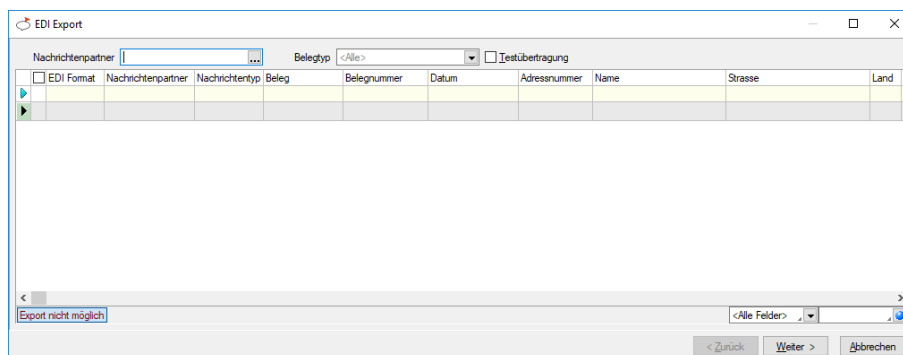 EDI Export
Nachrichtenpartner ... Belegtyp <Alle> Testübertragung
EDI Format Nachrichtenpartner Nachrichtentyp Beleg Belegnummer Datum Adressnummer Name Strasse Land
Export nicht möglich <Alle Felder>
< Zurück Weiter > Abbrechen